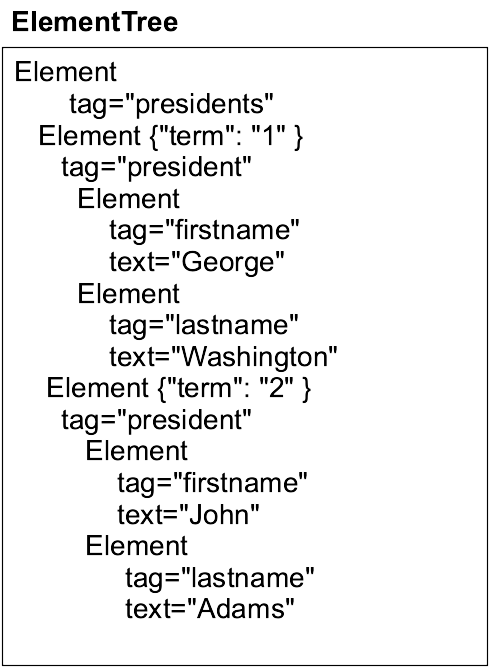 ElementTree
Element
tag="presidents"
Element {"term": "1" }
tag="president"
Element
tag="firstname"
text="George"
Element
tag="lastname"
text="Washington"
Element {"term": "2" }
tag="president"
Element
tag="firstname"
text="John"
Element
tag="lastname"
text="Adams"